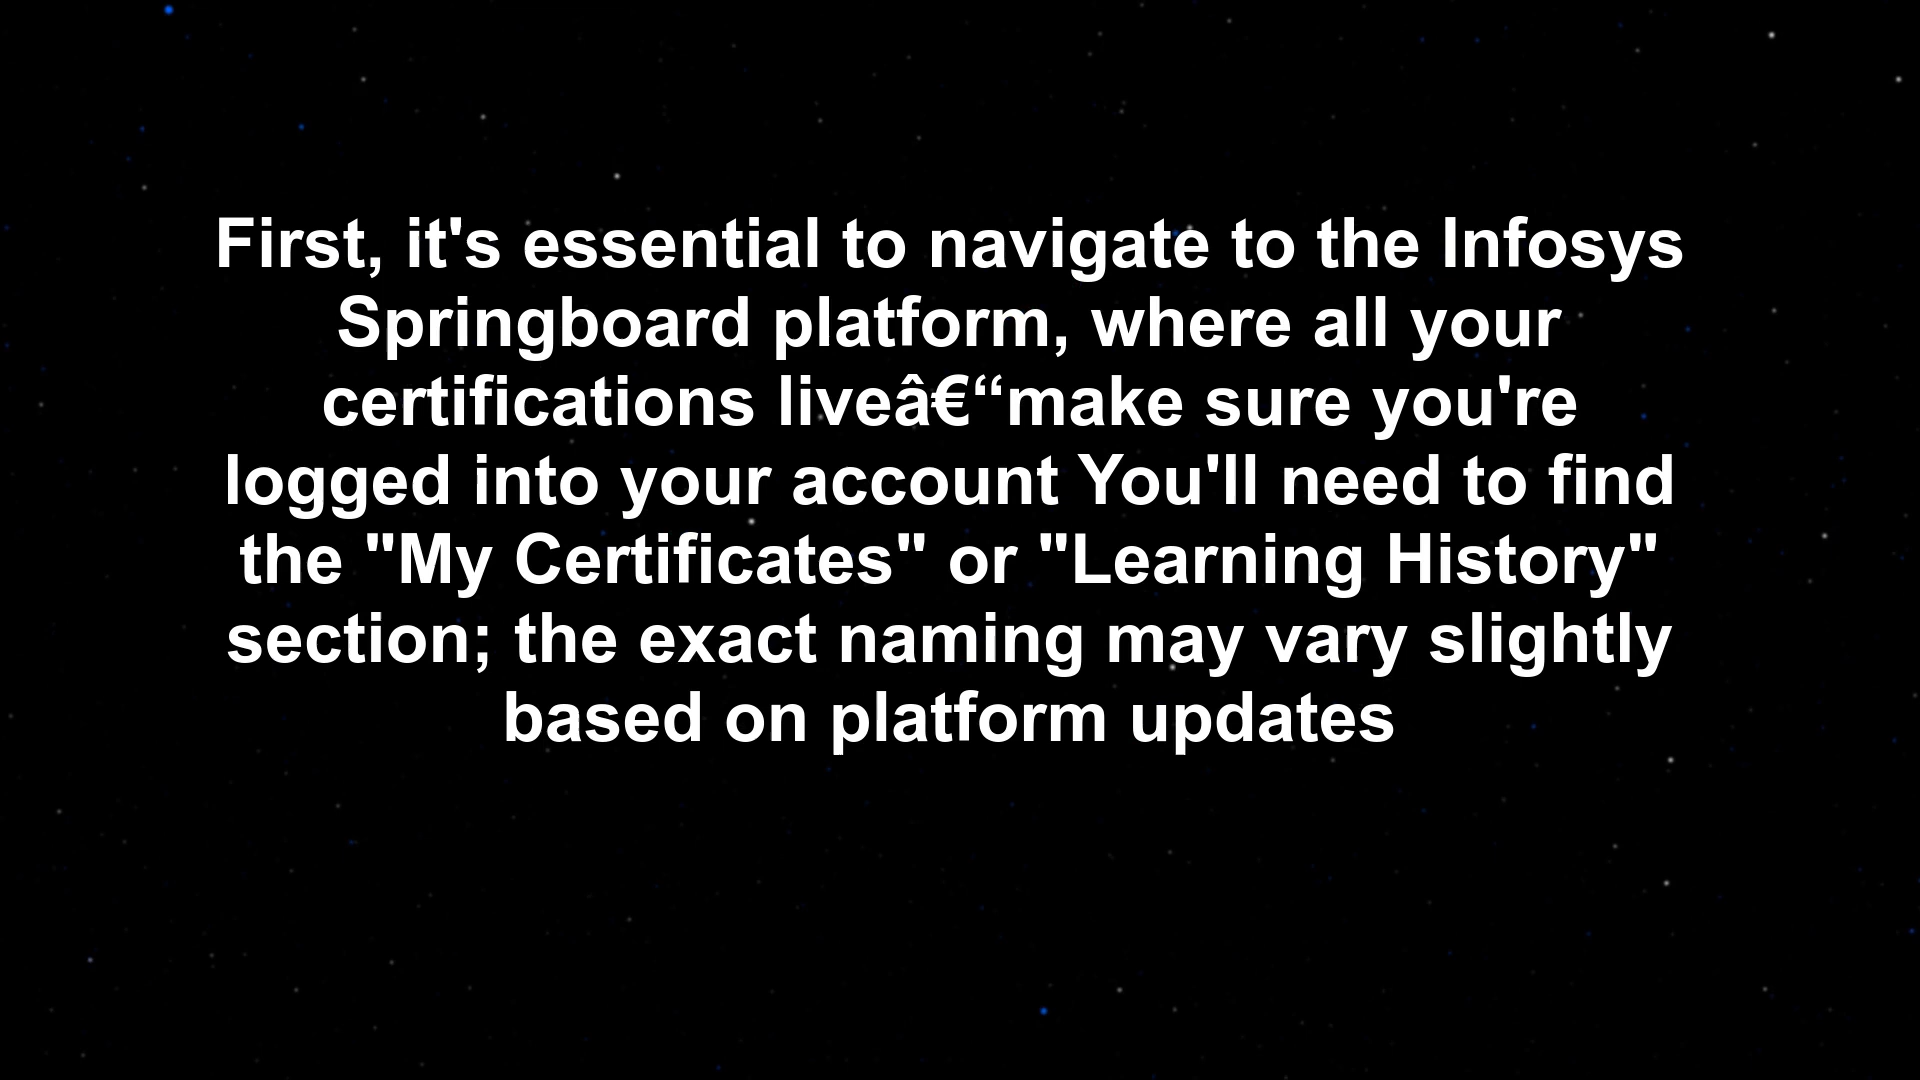 First, it's essential to navigate to the Infosys
Springboard platform, where all your
certifications liveâ€“make sure you're
logged into your account You'll need to find
the "My Certificates" or "Learning History"
section; the exact naming may vary slightly
based on platform updates